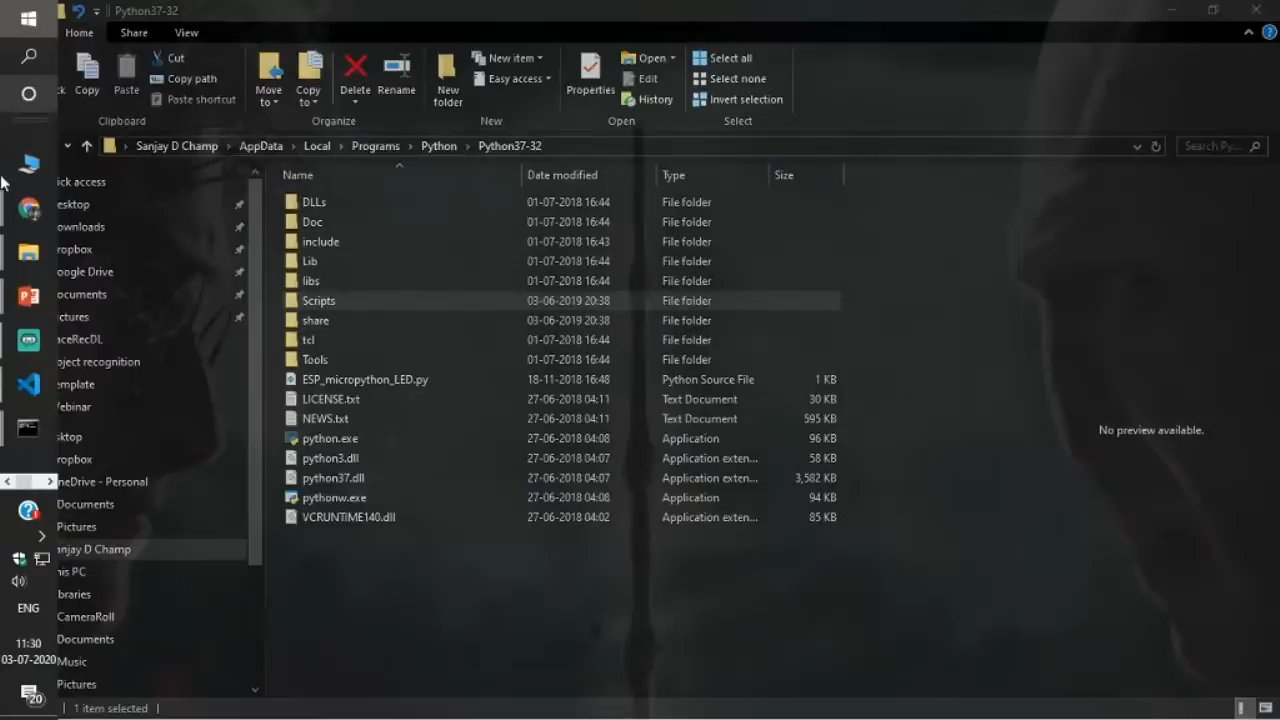 Python37-32
Home Share View
Copy
Paste
Cut
Copy path
Paste shortcut
Clipboard
Move to
Copy to
Delete
Rename
Organize
New folder
New item
Easy access
New
Properties
Open
Edit
History
Open
Select all
Select none
Invert selection
Select
Sanjay D Champ > AppData > Local > Programs > Python > Python37-32
Search Py...
Name Date modified Type Size
DLLs 01-07-2018 16:44 File folder
Doc 01-07-2018 16:44 File folder
include 01-07-2018 16:43 File folder
Lib 01-07-2018 16:44 File folder
libs 01-07-2018 16:44 File folder
Scripts 03-06-2019 20:38 File folder
share 03-06-2019 20:38 File folder
tcl 01-07-2018 16:44 File folder
Tools 01-07-2018 16:44 File folder
ESP_micropython_LED.py 18-11-2018 16:48 Python Source File 1 KB
LICENSE.txt 27-06-2018 04:11 Text Document 30 KB
NEWS.txt 27-06-2018 04:11 Text Document 595 KB
python.exe 27-06-2018 04:08 Application 96 KB
python3.dll 27-06-2018 04:07 Application exten... 58 KB
python37.dll 27-06-2018 04:07 Application exten... 3,582 KB
pythonw.exe 27-06-2018 04:08 Application 94 KB
VCRUNTIME140.dll 27-06-2018 04:02 Application exten... 85 KB
No preview available.
ick access
esktop
ownloads
ropbox
oogle Drive
ocuments
ictures
aceRecDL
bject recognition
emplate
ebinar
sktop
ropbox
neDrive - Personal
Documents
Pictures
anjay D Champ
his PC
braries
CameraRoll
Documents
Music
Pictures
ENG
11:30
03-07-2020
20
1 item selected